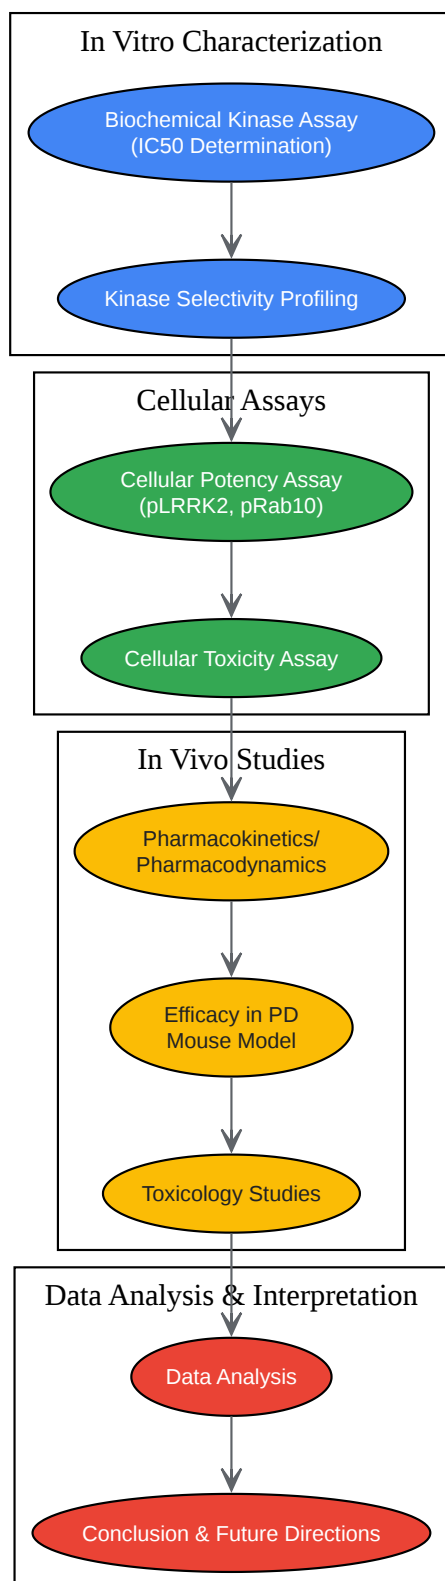 In Vitro Characterization
Biochemical Kinase Assay
(IC50 Determination)
Kinase Selectivity Profiling
Cellular Assays
Cellular Potency Assay
(pLRRK2, pRab10)
Cellular Toxicity Assay
In Vivo Studies
Pharmacokinetics/
Pharmacodynamics
Efficacy in PD
Mouse Model
Toxicology Studies
Data Analysis & Interpretation
Data Analysis
Conclusion & Future Directions